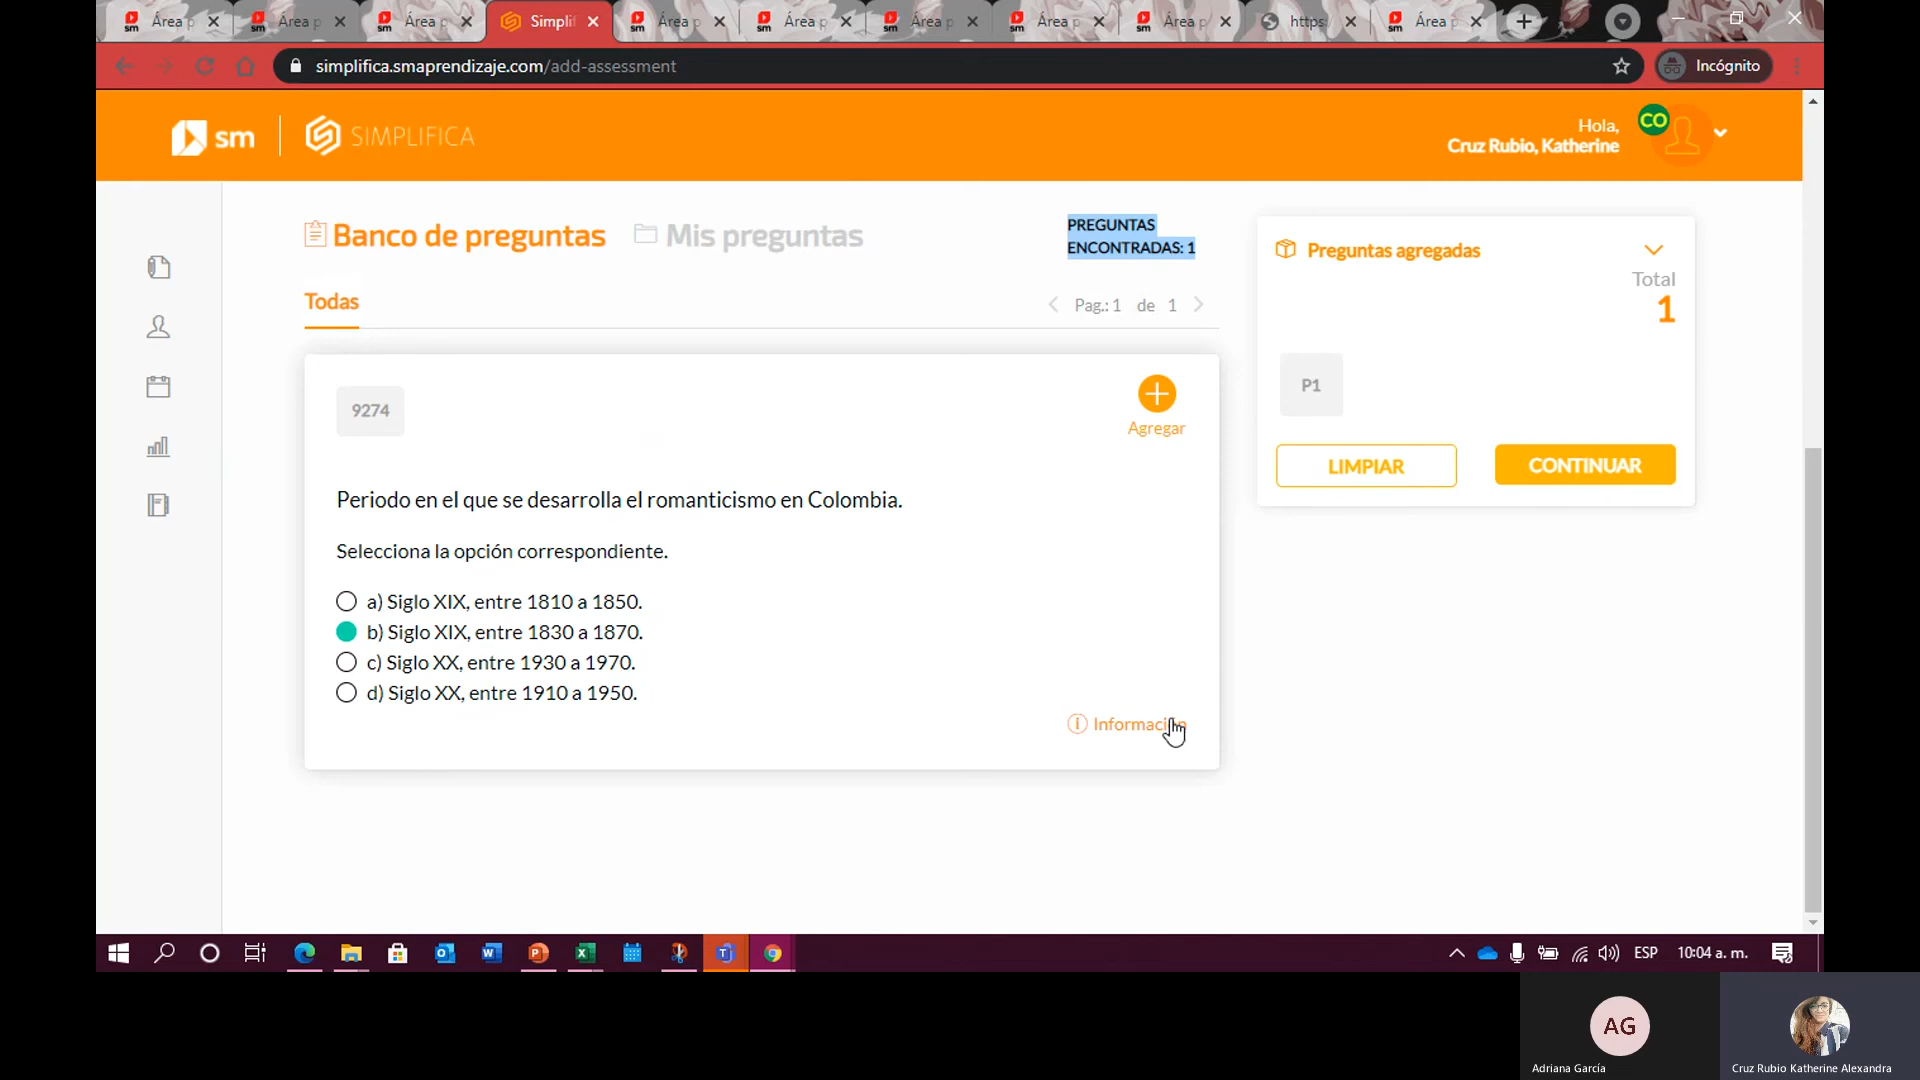 Área p
Área p
Área p
Simplifi
Área p
Área p
Área p
Área p
Área p
https:
Área p
simplifica.smaprendizaje.com/add-assessment
Incógnito
sm
SIMPLIFICA
Hola,
Cruz Rubio, Katherine
CO
Banco de preguntas
Mis preguntas
PREGUNTAS
ENCONTRADAS: 1
Todas
Pag.: 1 de 1
Preguntas agregadas
Total
1
P1
LIMPIAR
CONTINUAR
9274
Agregar
Periodo en el que se desarrolla el romanticismo en Colombia.
Selecciona la opción correspondiente.
a) Siglo XIX, entre 1810 a 1850.
b) Siglo XIX, entre 1830 a 1870.
c) Siglo XX, entre 1930 a 1970.
d) Siglo XX, entre 1910 a 1950.
Información
ESP
10:04 a. m.
AG
Adriana García
Cruz Rubio Katherine Alexandra